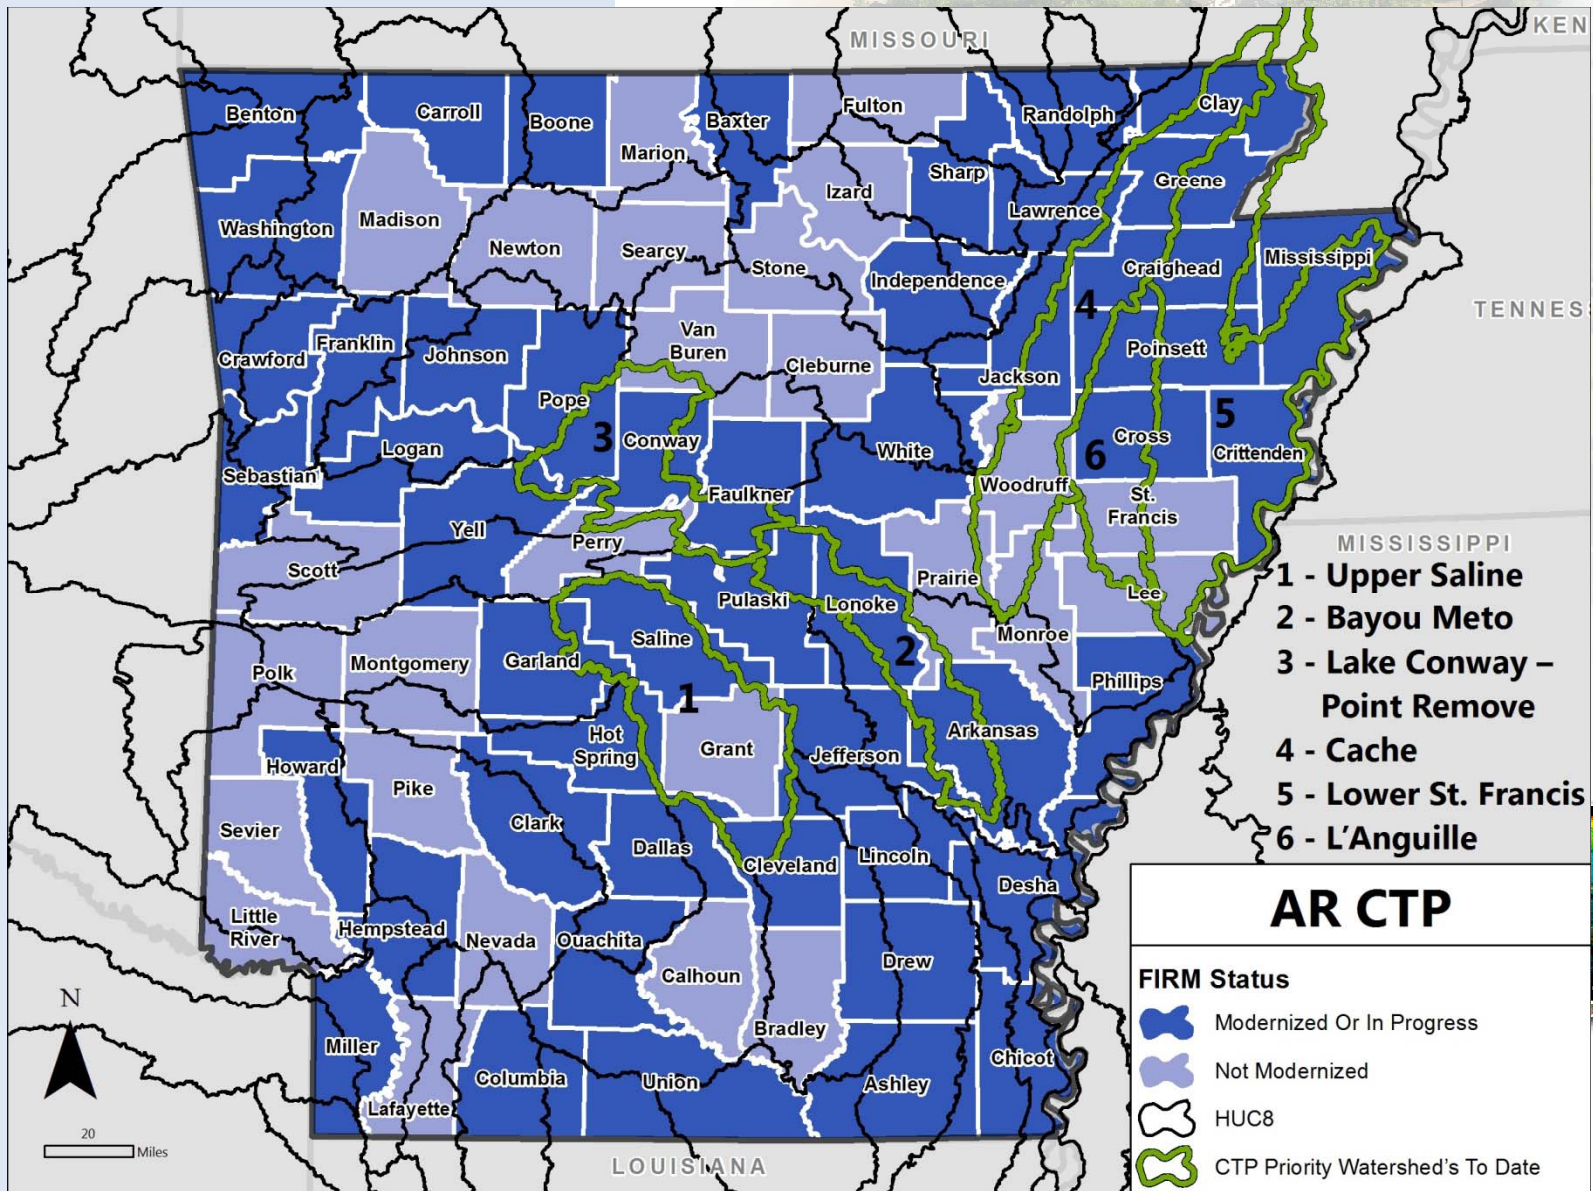 MISSOURI
KEN
Benton
Carroll
Boone
Marion
Baxter
Fulton
Randolph
Clay
Sharp
Izard
Greene
Lawrence
Washington
Madison
Newton
Searcy
Stone
Independence
Craighead
Mississippi
4
TENNES
Crawford
Franklin
Johnson
Van
Buren
Cleburne
Poinsett
Jackson
Pope
3
Conway
5
Logan
White
Cross
6
Crittenden
Sebastian
Faulkner
Woodruff
St.
Francis
Yell
Perry
Scott
Prairie
Pulaski
Lonoke
Lee
Saline
Monroe
2
Garland
Montgomery
Polk
Phillips
1
Arkansas
Hot
Spring
Grant
Jefferson
Howard
Pike
Sevier
Clark
Dallas
Cleveland
Lincoln
Desha
Little
River
Hempstead
Nevada
Ouachita
Calhoun
Drew
Bradley
Miller
Columbia
Union
Ashley
Chicot
Lafayette
LOUISIANA
N
20
Miles
MISSISSIPPI
1 - Upper Saline
2 - Bayou Meto
3 - Lake Conway –
Point Remove
4 - Cache
5 - Lower St. Francis
6 - L'Anguille
AR CTP
FIRM Status
Modernized Or In Progress
Not Modernized
HUC8
CTP Priority Watershed's To Date